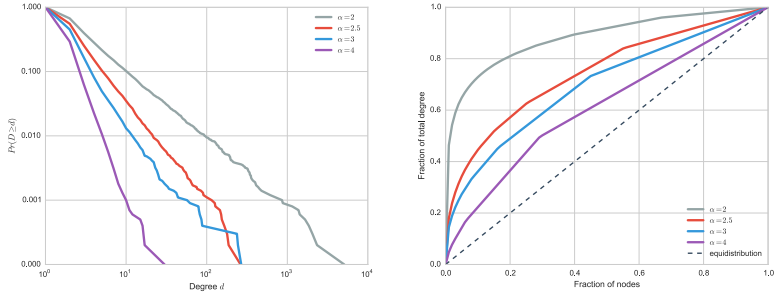 1.000
0.100
0.010
0.001
0.000
Pr(D ≥ d)
10⁰ 10¹ 10² 10³ 10⁴
Degree d
α = 2
α = 2.5
α = 3
α = 4
1.0
0.8
0.6
0.4
0.2
0.0
Fraction of total degree
0.0 0.2 0.4 0.6 0.8 1.0
Fraction of nodes
α = 2
α = 2.5
α = 3
α = 4
equidistribution